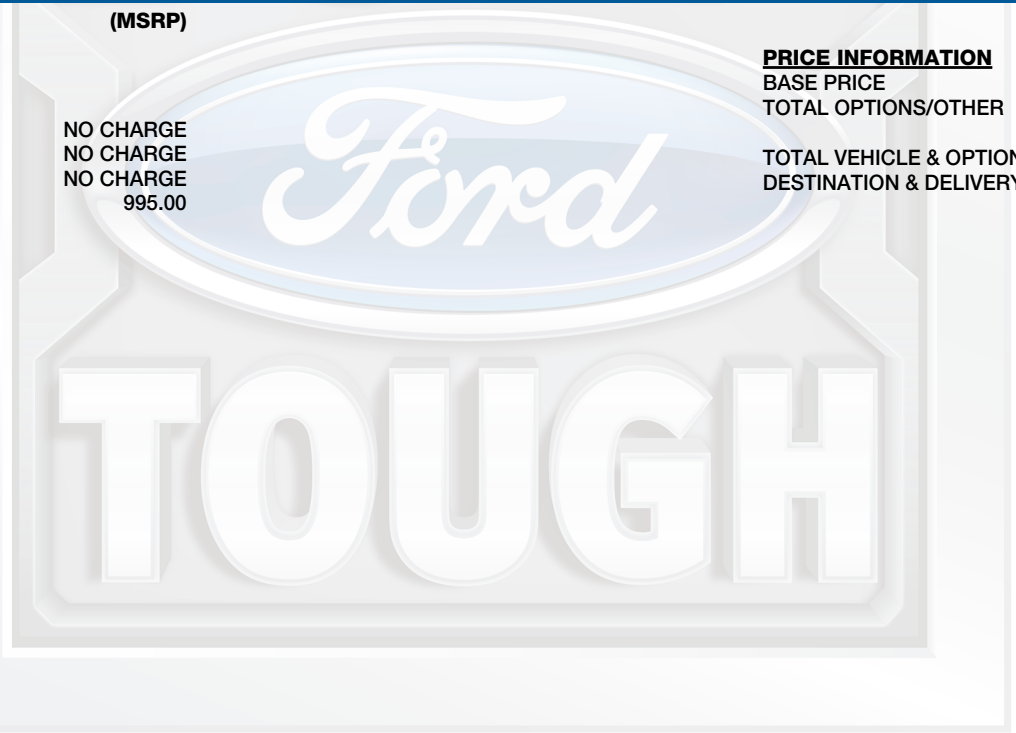 (MSRP)
NO CHARGE
NO CHARGE
NO CHARGE
995.00
PRICE INFORMATION
BASE PRICE
TOTAL OPTIONS/OTHER
TOTAL VEHICLE & OPTION
DESTINATION & DELIVERY
Ford
TOUGH